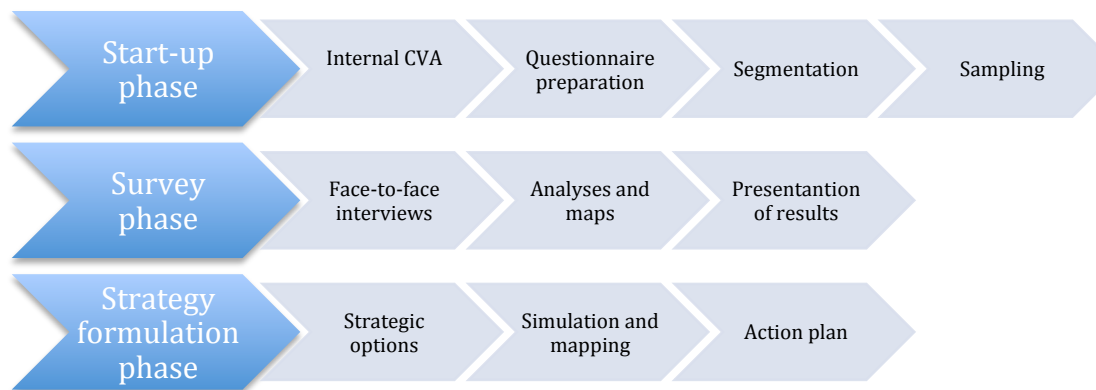 Start-up
phase
Internal CVA
Questionnaire
preparation
Segmentation
Sampling
Survey
phase
Face-to-face
interviews
Analyses and
maps
Presentantion
of results
Strategy
formulation
phase
Strategic
options
Simulation and
mapping
Action plan